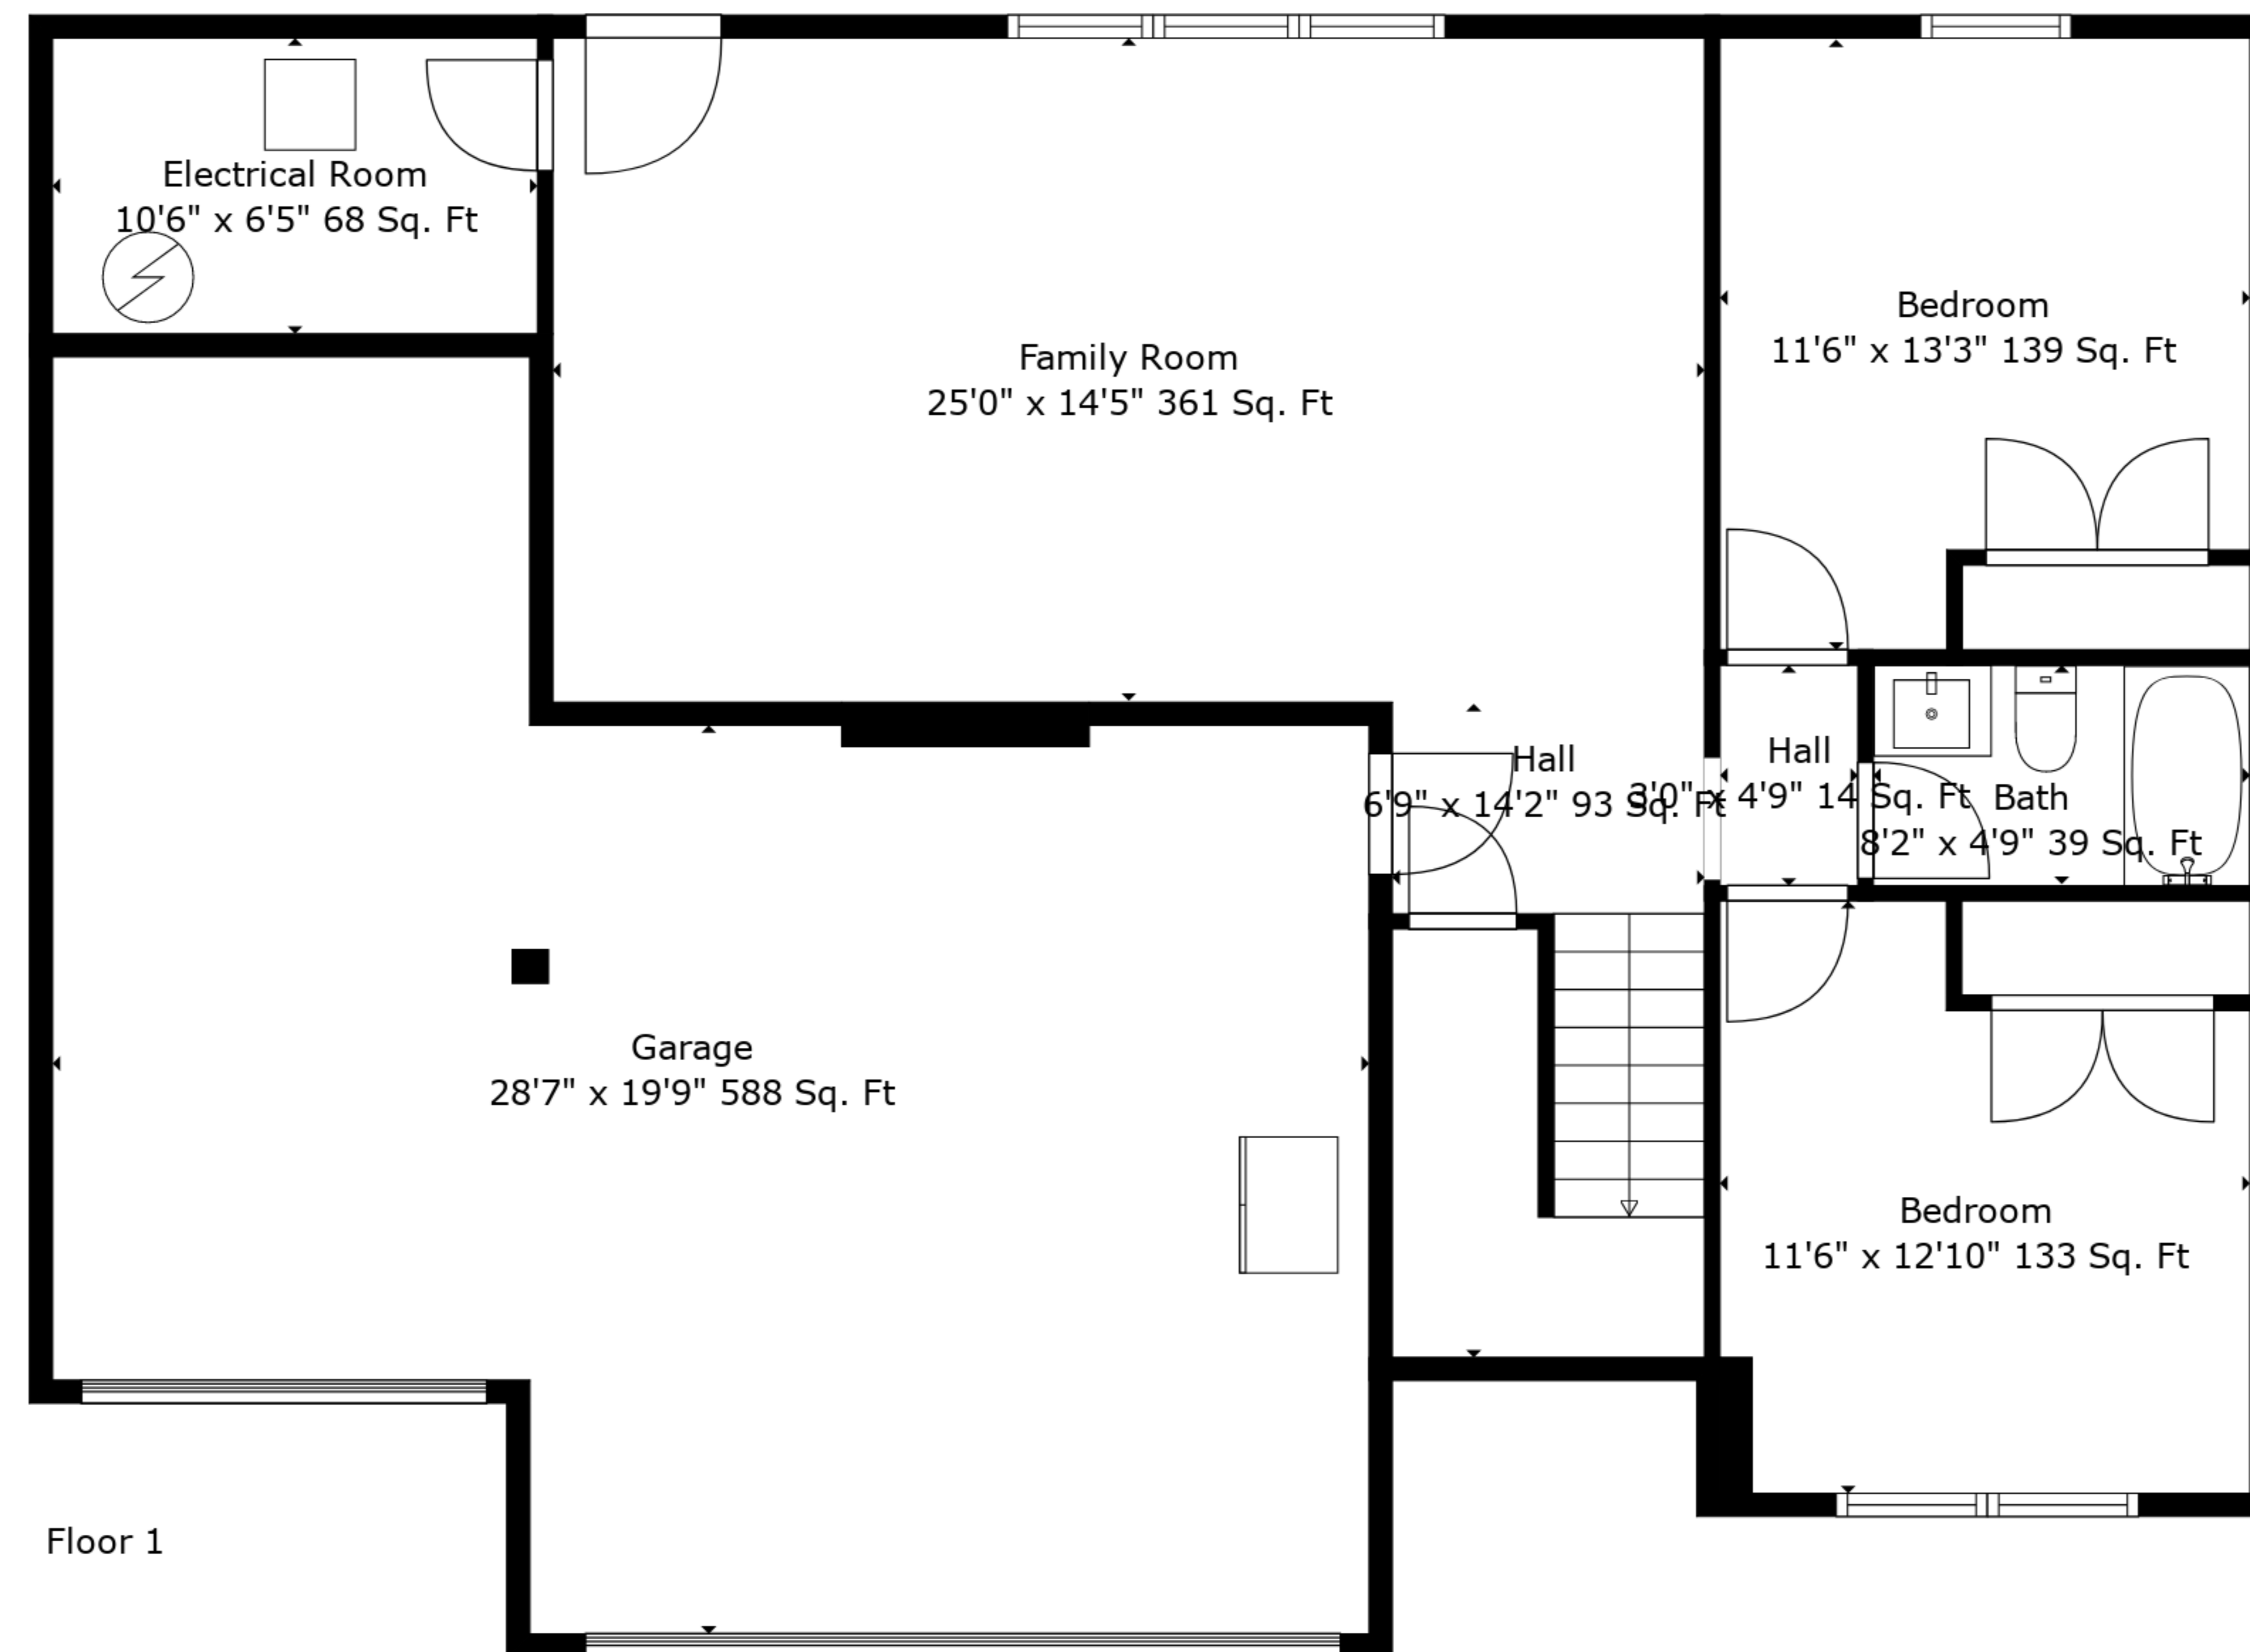 Electrical Room
10'6" x 6'5" 68 Sq. Ft
Family Room
25'0" x 14'5" 361 Sq. Ft
Bedroom
11'6" x 13'3" 139 Sq. Ft
Hall
6'9" x 14'2" 93 Sq. Ft
Hall
3'0" x 4'9" 14 Sq. Ft
Bath
8'2" x 4'9" 39 Sq. Ft
Garage
28'7" x 19'9" 588 Sq. Ft
Bedroom
11'6" x 12'10" 133 Sq. Ft
Floor 1